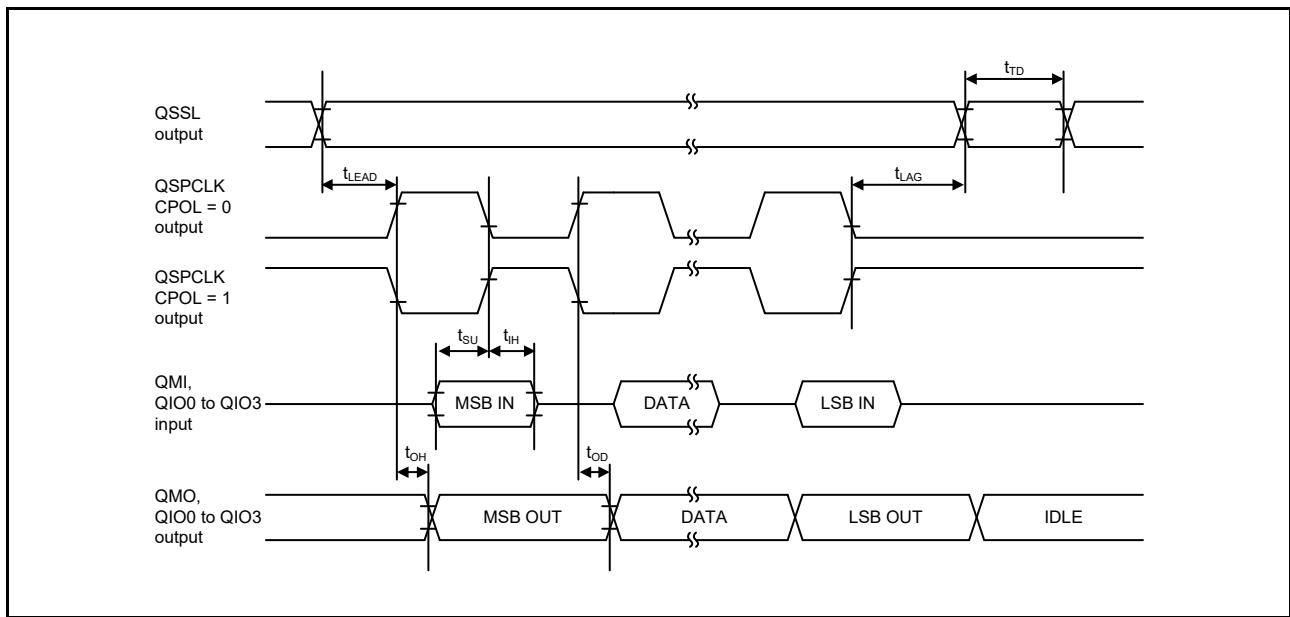 tTD
QSSL
output
tLEAD
tLAG
QSPCLK
CPOL = 0
output
QSPCLK
CPOL = 1
output
tSU
tIH
QMI,
QIO0 to QIO3
input
MSB IN
DATA
LSB IN
tOH
tOD
QMO,
QIO0 to QIO3
output
MSB OUT
DATA
LSB OUT
IDLE